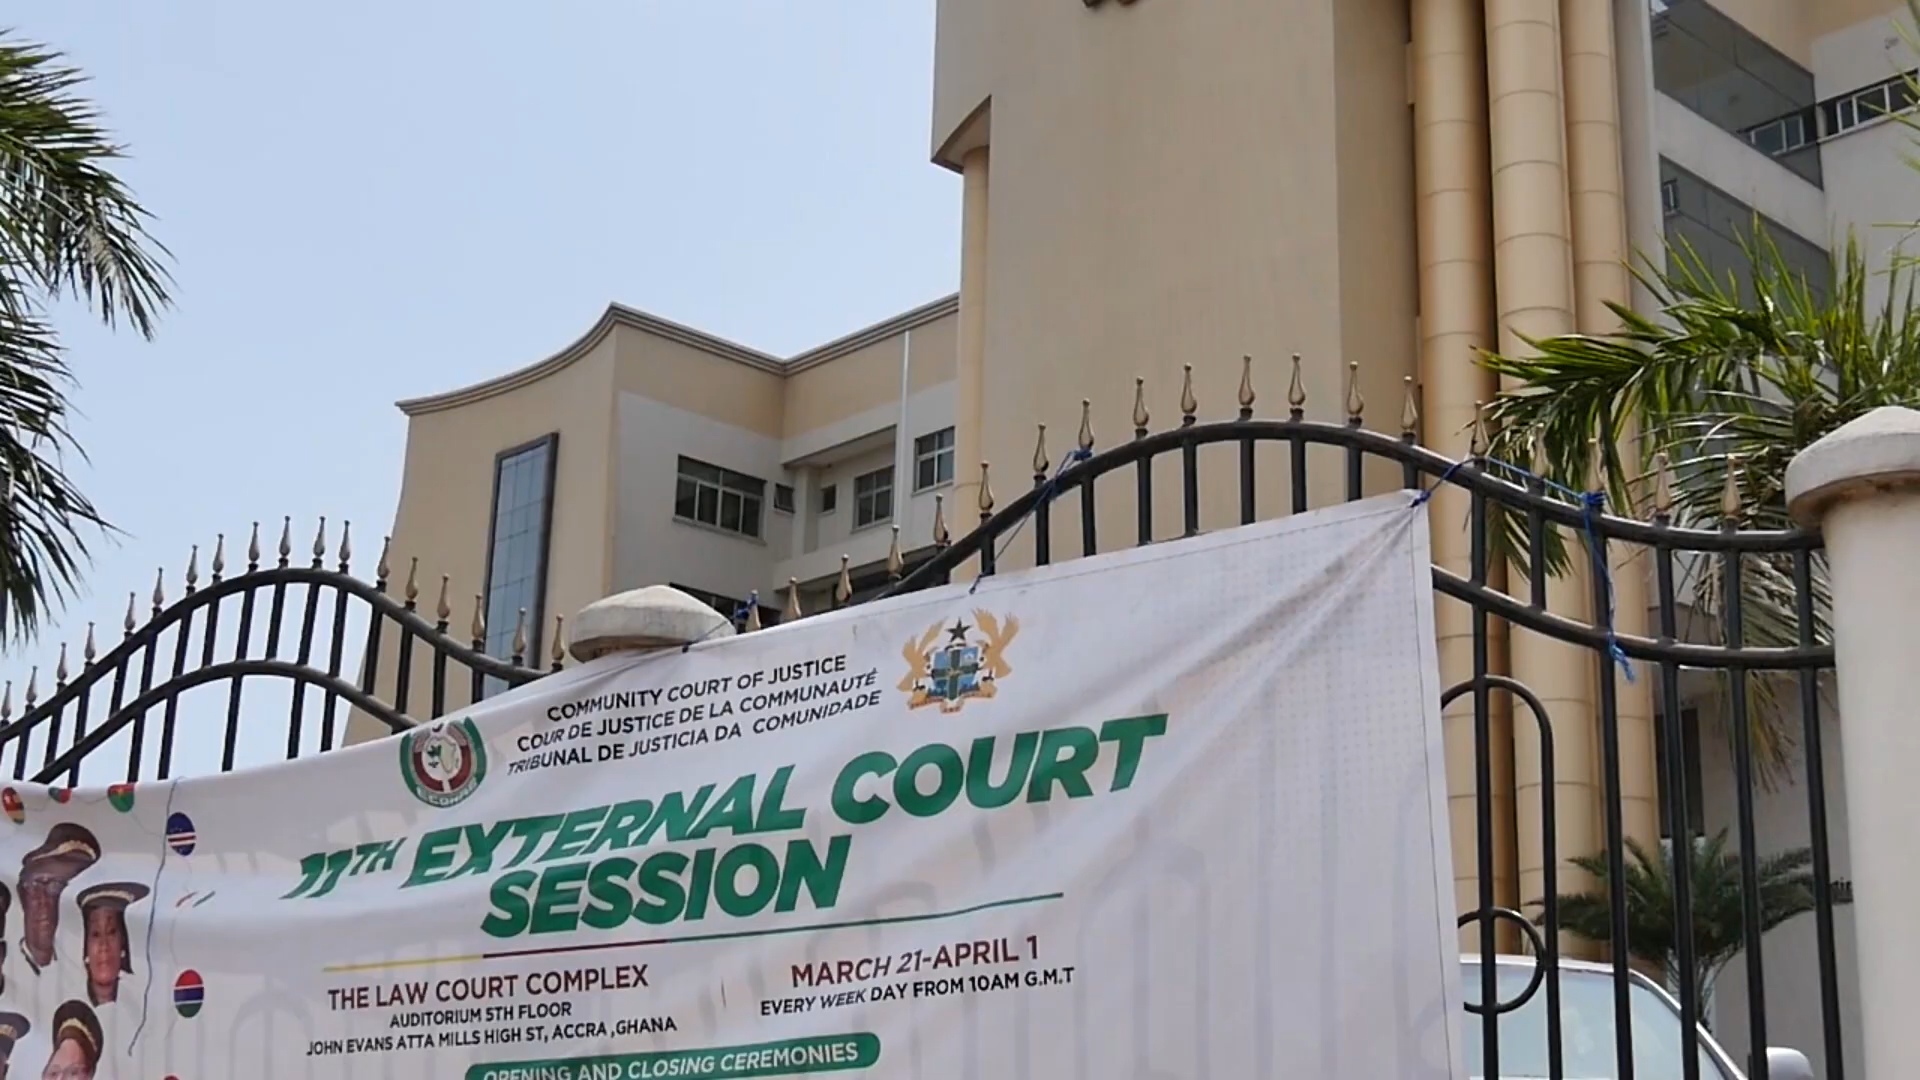 COMMUNITY COURT OF JUSTICE
COUR DE JUSTICE DE LA COMMUNAUTÉ
TRIBUNAL DE JUSTICIA DA COMUNIDADE
ECOWAS
11TH EXTERNAL COURT
SESSION
THE LAW COURT COMPLEX
AUDITORIUM 5TH FLOOR
JOHN EVANS ATTA MILLS HIGH ST, ACCRA ,GHANA
MARCH 21-APRIL 1
EVERY WEEK DAY FROM 10AM G.M.T
OPENING AND CLOSING CEREMONIES